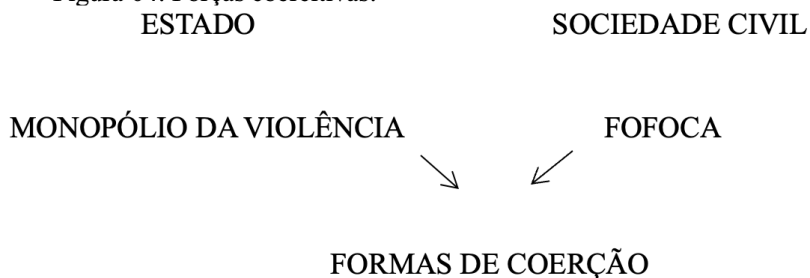 ESTADO SOCIEDADE CIVIL
MONOPÓLIO DA VIOLÊNCIA FOFOCA
FORMAS DE COERÇÃO